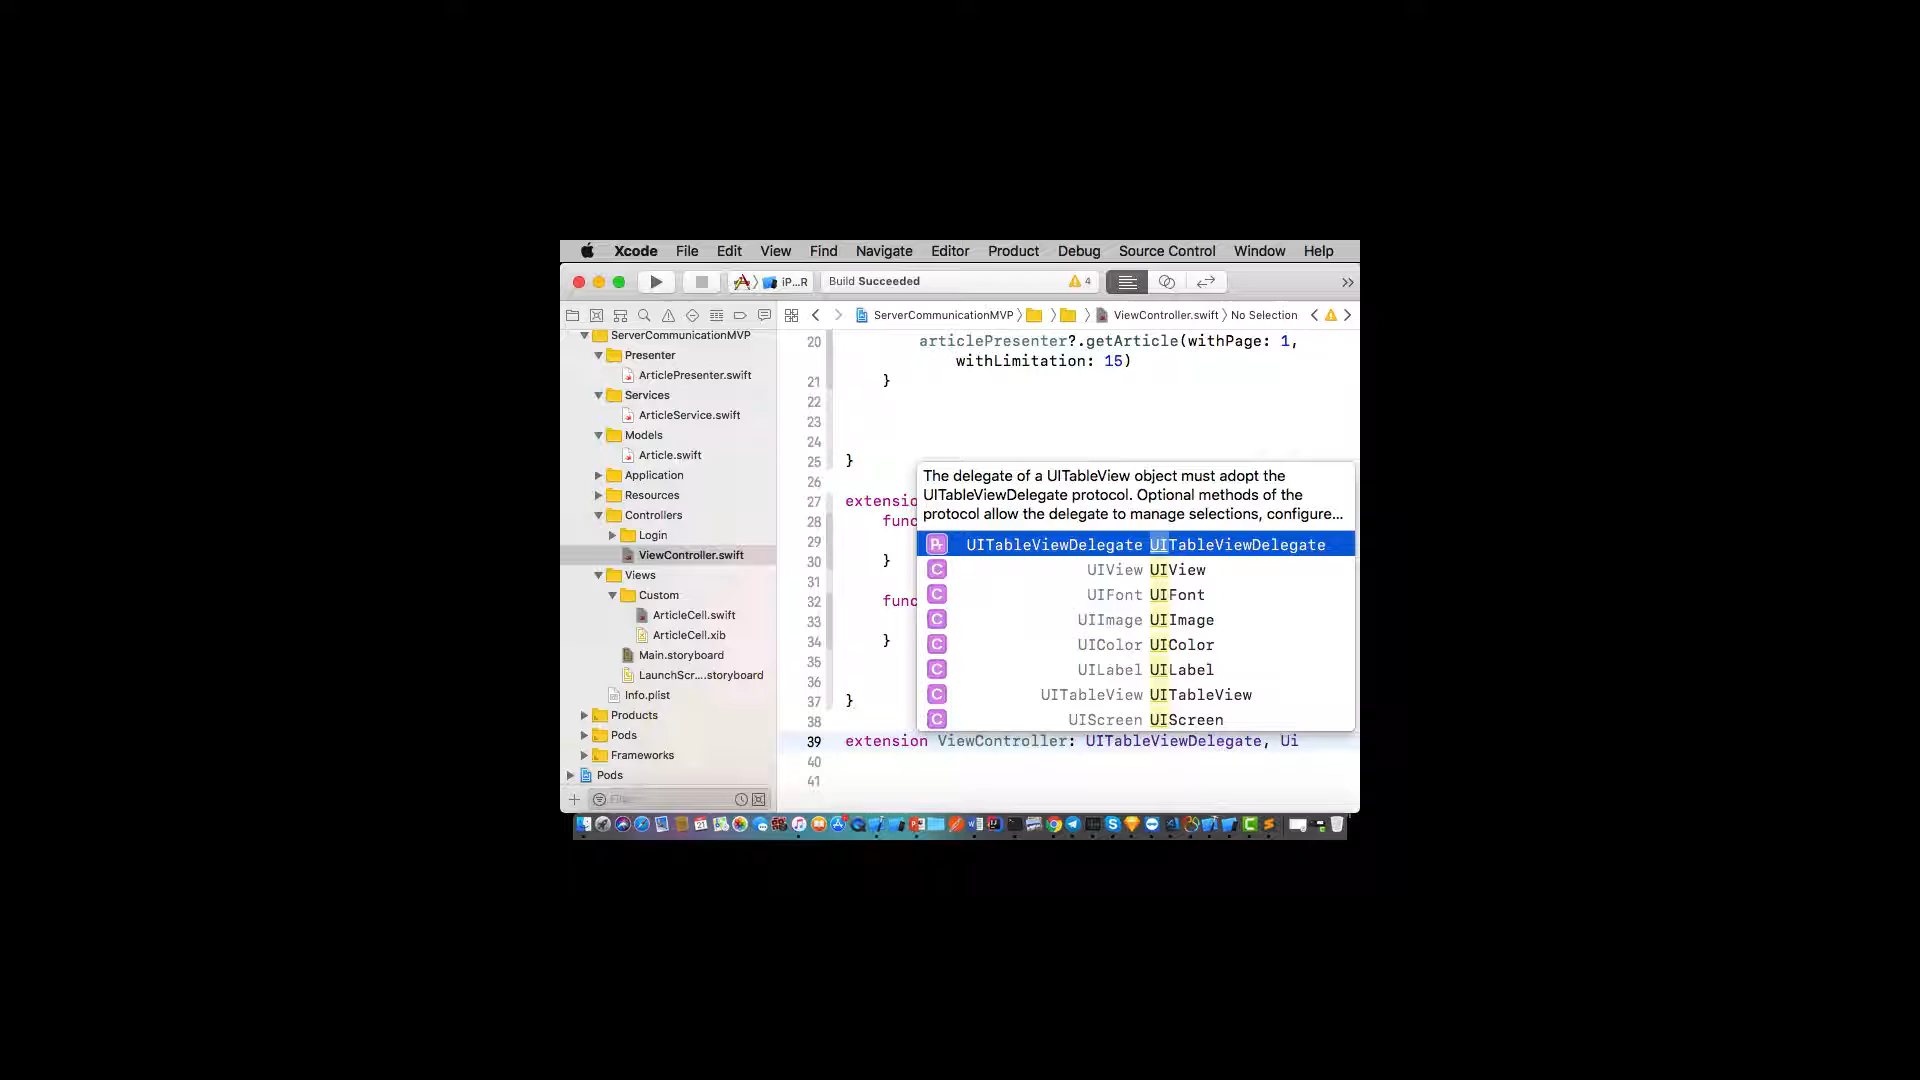 Xcode File Edit View Find Navigate Editor Product Debug Source Control Window Help
iP...R Build Succeeded 4
ServerCommunicationMVP ViewController.swift No Selection
ServerCommunicationMVP
Presenter
ArticlePresenter.swift
Services
ArticleService.swift
Models
Article.swift
Application
Resources
Controllers
Login
ViewController.swift
Views
Custom
ArticleCell.swift
ArticleCell.xib
Main.storyboard
LaunchScr....storyboard
Info.plist
Products
Pods
Frameworks
Pods
20 articlePresenter?.getArticle(withPage: 1,
withLimitation: 15)
21 }
22
23
24
25 }
26
27 extensio
28 func
29
30 }
31
32 func
33
34 }
35
36
37 }
38
39 extension ViewController: UITableViewDelegate, Ui
40
41
The delegate of a UITableView object must adopt the
UITableViewDelegate protocol. Optional methods of the
protocol allow the delegate to manage selections, configure...
Pr UITableViewDelegate UITableViewDelegate
C UIView UIView
C UIFont UIFont
C UIImage UIImage
C UIColor UIColor
C UILabel UILabel
C UITableView UITableView
C UIScreen UIScreen